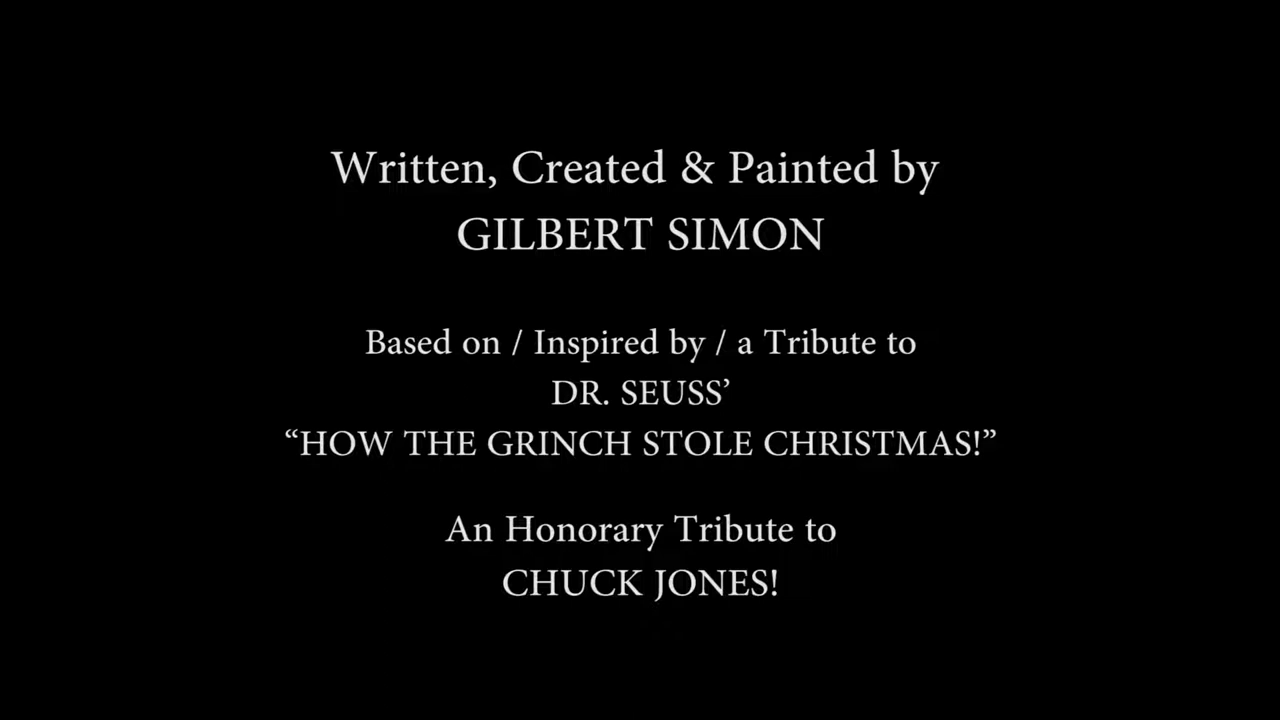 Written, Created & Painted by
GILBERT SIMON
Based on / Inspired by / a Tribute to
DR. SEUSS’
“HOW THE GRINCH STOLE CHRISTMAS!”
An Honorary Tribute to
CHUCK JONES!